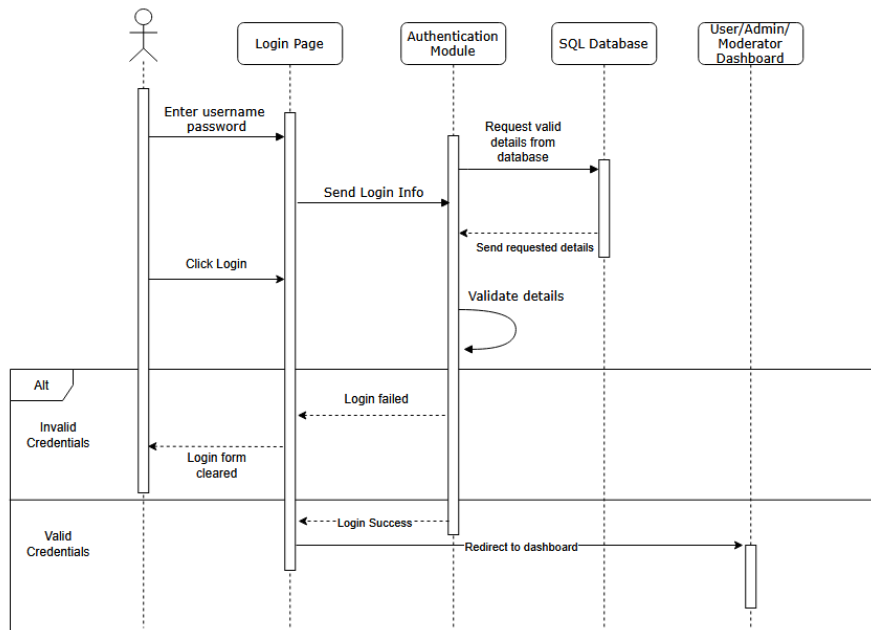 Login Page
Authentication
Module
SQL Database
User/Admin/
Moderator
Dashboard
Enter username
password
Request valid
details from
database
Send Login Info
Send requested details
Click Login
Validate details
Alt
Invalid
Credentials
Login failed
Login form
cleared
Valid
Credentials
Login Success
Redirect to dashboard